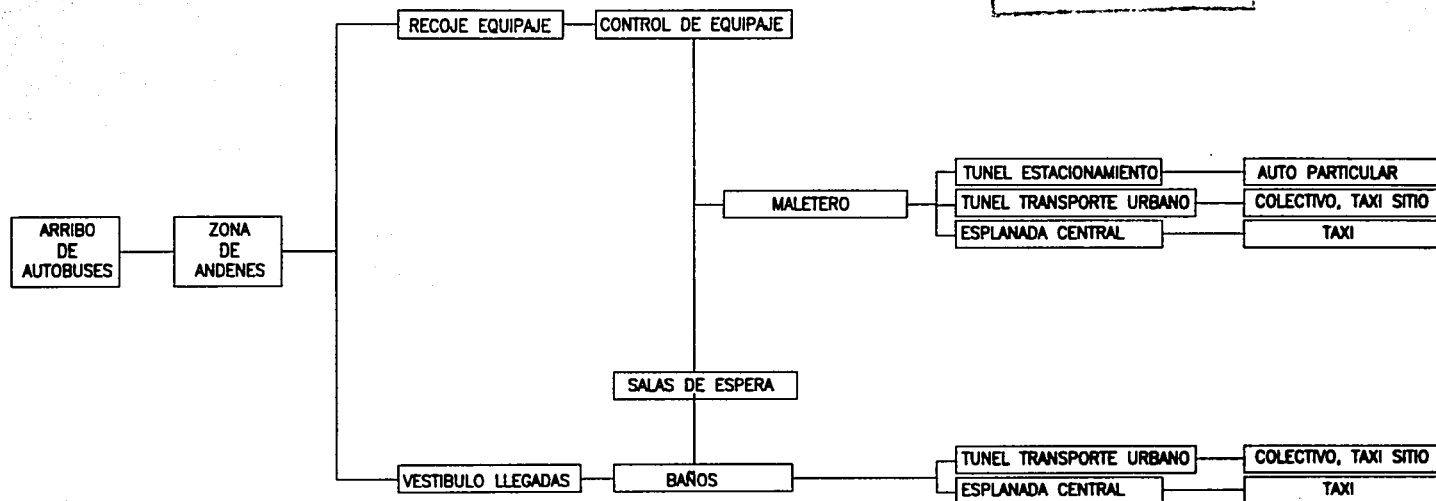 RECOJE EQUIPAJE
CONTROL DE EQUIPAJE
TUNEL ESTACIONAMIENTO
AUTO PARTICULAR
MALETERO
TUNEL TRANSPORTE URBANO
COLECTIVO, TAXI SITIO
ESPLANADA CENTRAL
TAXI
ARRIBO
DE
AUTOBUSES
ZONA
DE
ANDENES
SALAS DE ESPERA
VESTIBULO LLEGADAS
BAÑOS
TUNEL TRANSPORTE URBANO
COLECTIVO, TAXI SITIO
ESPLANADA CENTRAL
TAXI